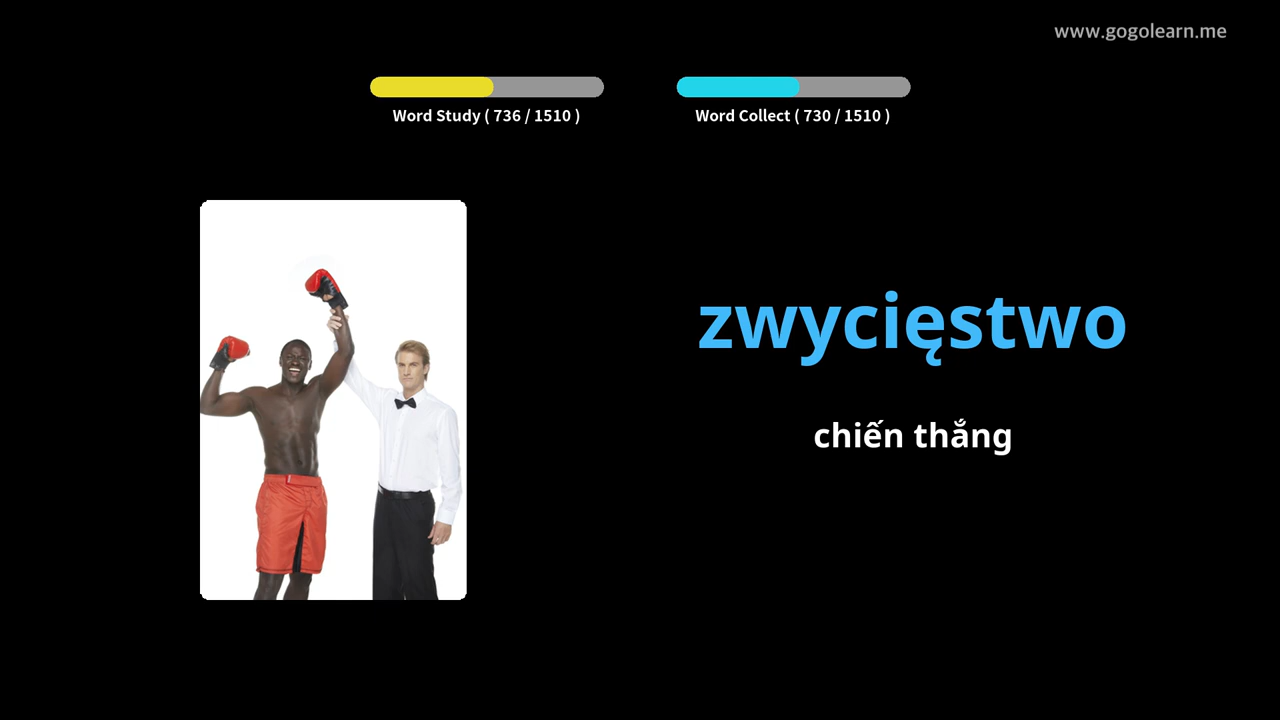 www.gogolearn.me
Word Study ( 736 / 1510 )
Word Collect ( 730 / 1510 )
zwycięstwo
chiến thắng